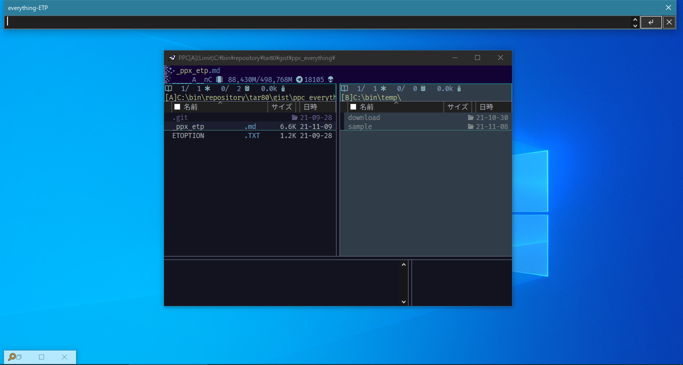 everything-ETP
PPC[A][Jimit(C:¥bin¥repository¥tar80¥gist¥ppc_everything¥
_ppx_etp.md
_____A__nC 88,430M/498,768M 18105
1/ 1 0/ 2 0.0k
1/ 1 0/ 0 0.0k
[A]C:\bin\repository\tar80\gist\ppc_everyth
[B]C:\bin\temp\
名前 サイズ 日時
名前 サイズ 日時
.git 21-09-28
download 21-10-30
_ppx_etp .md 6.6K 21-11-09
sample 21-11-08
ETOPTION .TXT 1.2K 21-09-28